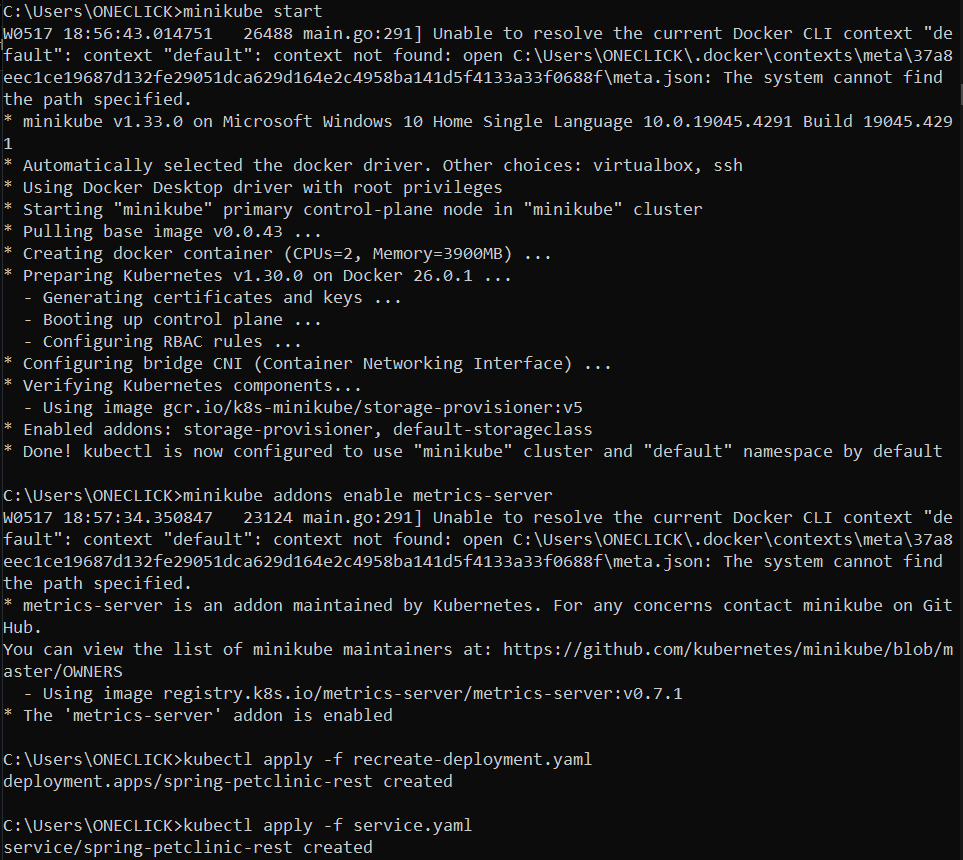 C:\Users\ONECLICK>minikube start
W0517 18:56:43.014751   26488 main.go:291] Unable to resolve the current Docker CLI context "de
fault": context "default": context not found: open C:\Users\ONECLICK\.docker\contexts\meta\37a8
eec1ce19687d132fe29051dca629d164e2c4958ba141d5f4133a33f0688f\meta.json: The system cannot find
the path specified.
* minikube v1.33.0 on Microsoft Windows 10 Home Single Language 10.0.19045.4291 Build 19045.429
1
* Automatically selected the docker driver. Other choices: virtualbox, ssh
* Using Docker Desktop driver with root privileges
* Starting "minikube" primary control-plane node in "minikube" cluster
* Pulling base image v0.0.43 ...
* Creating docker container (CPUs=2, Memory=3900MB) ...
* Preparing Kubernetes v1.30.0 on Docker 26.0.1 ...
  - Generating certificates and keys ...
  - Booting up control plane ...
  - Configuring RBAC rules ...
* Configuring bridge CNI (Container Networking Interface) ...
* Verifying Kubernetes components...
  - Using image gcr.io/k8s-minikube/storage-provisioner:v5
* Enabled addons: storage-provisioner, default-storageclass
* Done! kubectl is now configured to use "minikube" cluster and "default" namespace by default
C:\Users\ONECLICK>minikube addons enable metrics-server
W0517 18:57:34.350847   23124 main.go:291] Unable to resolve the current Docker CLI context "de
fault": context "default": context not found: open C:\Users\ONECLICK\.docker\contexts\meta\37a8
eec1ce19687d132fe29051dca629d164e2c4958ba141d5f4133a33f0688f\meta.json: The system cannot find
the path specified.
* metrics-server is an addon maintained by Kubernetes. For any concerns contact minikube on Git
Hub.
You can view the list of minikube maintainers at: https://github.com/kubernetes/minikube/blob/m
aster/OWNERS
  - Using image registry.k8s.io/metrics-server/metrics-server:v0.7.1
* The 'metrics-server' addon is enabled
C:\Users\ONECLICK>kubectl apply -f recreate-deployment.yaml
deployment.apps/spring-petclinic-rest created
C:\Users\ONECLICK>kubectl apply -f service.yaml
service/spring-petclinic-rest created